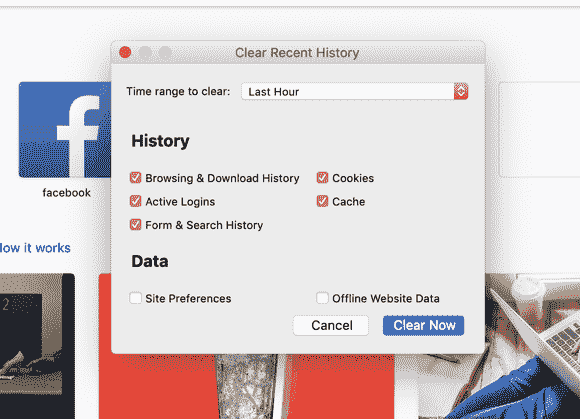 Clear Recent History
Time range to clear: Last Hour
History
Browsing & Download History Cookies
Active Logins Cache
Form & Search History
facebook
low it works
Data
Site Preferences Offline Website Data
Cancel Clear Now